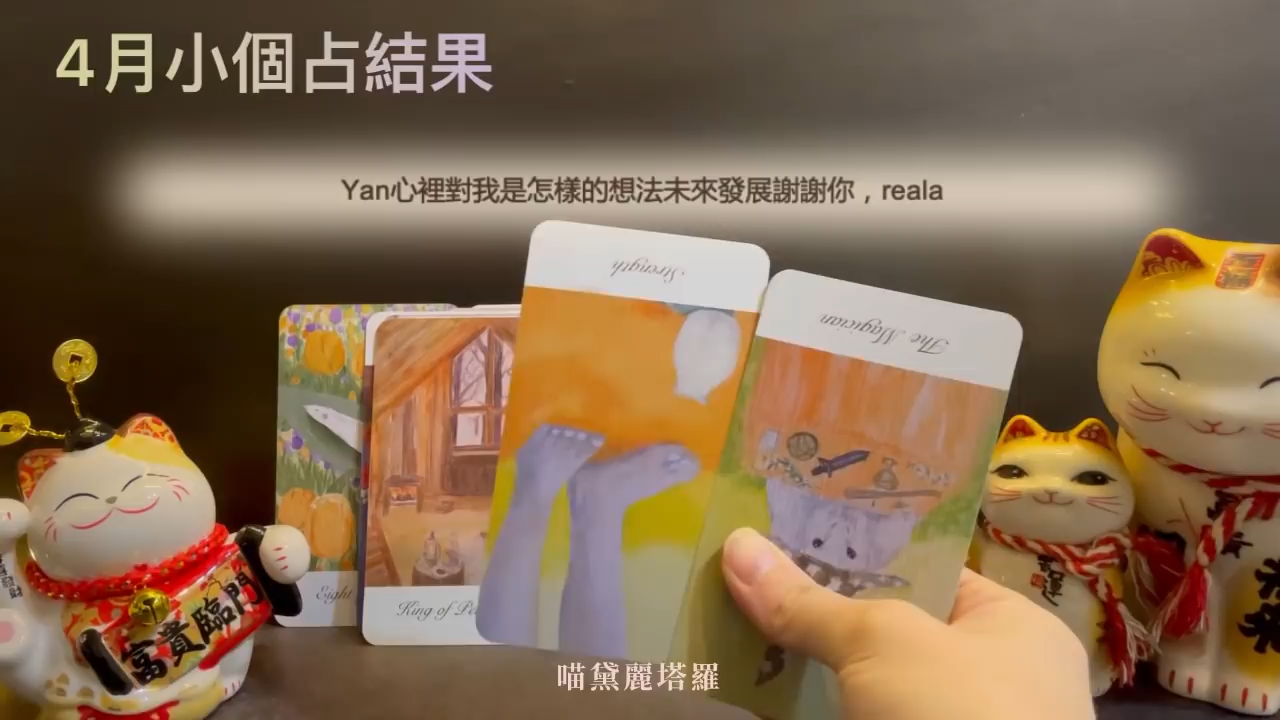 4月小個占結果
Yan心裡對我是怎樣的想法未來發展謝謝你，reala
Strength
The Magician
Eight
King of Pe
富貴臨門
喵黛麗塔羅